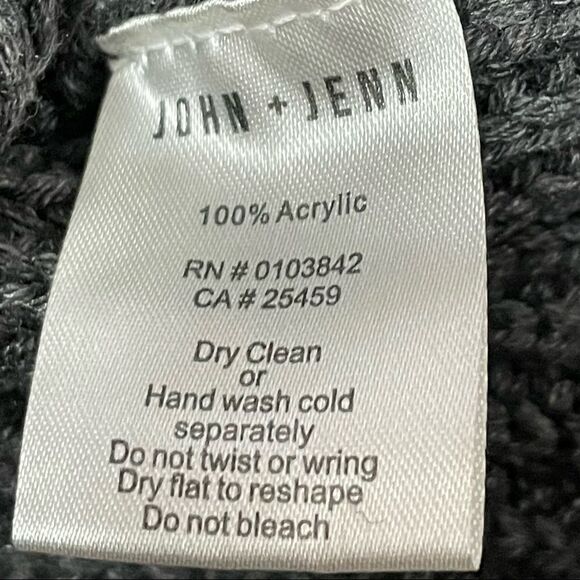 JOHN + JENN
100% Acrylic
RN # 0103842
CA # 25459
Dry Clean
or
Hand wash cold
separately
Do not twist or wring
Dry flat to reshape
Do not bleach